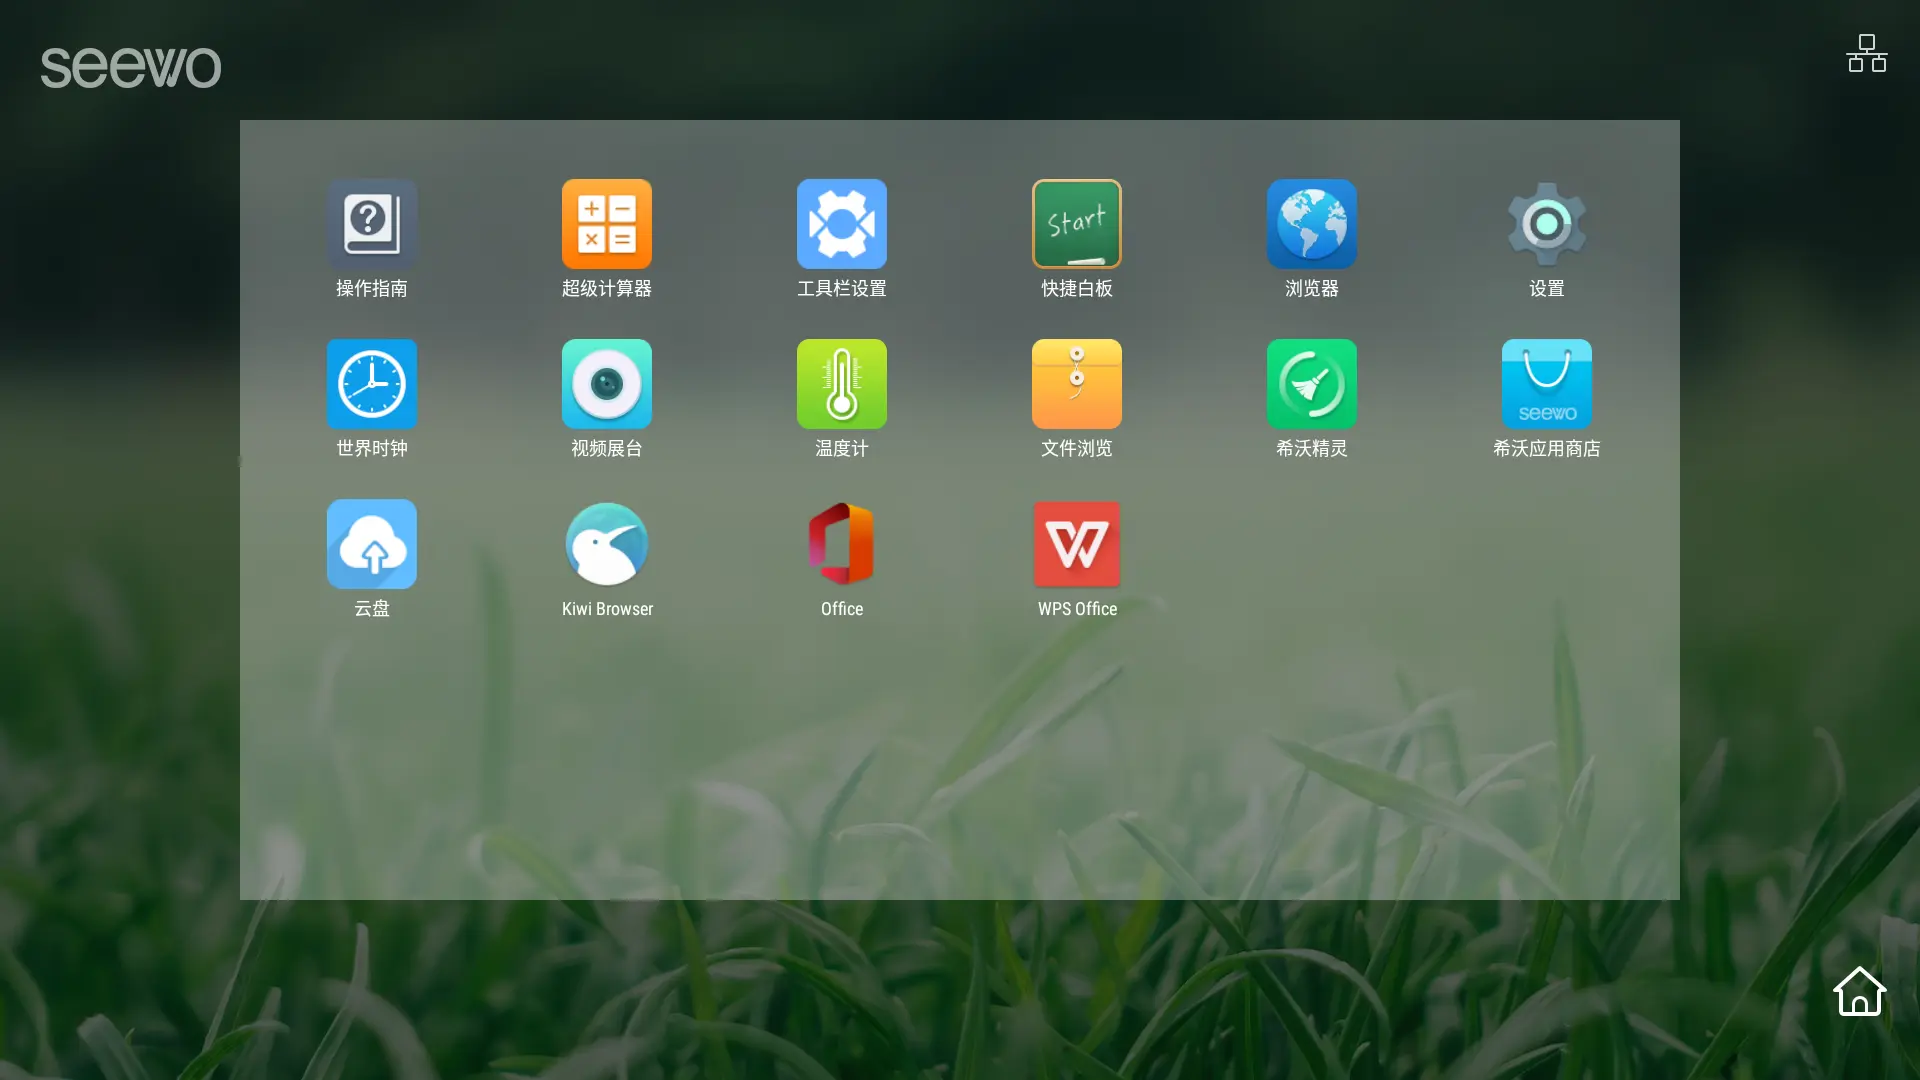 seewo
操作指南
超级计算器
工具栏设置
Start
快捷白板
浏览器
设置
世界时钟
视频展台
温度计
文件浏览
希沃精灵
seewo
希沃应用商店
云盘
Kiwi Browser
Office
WPS Office